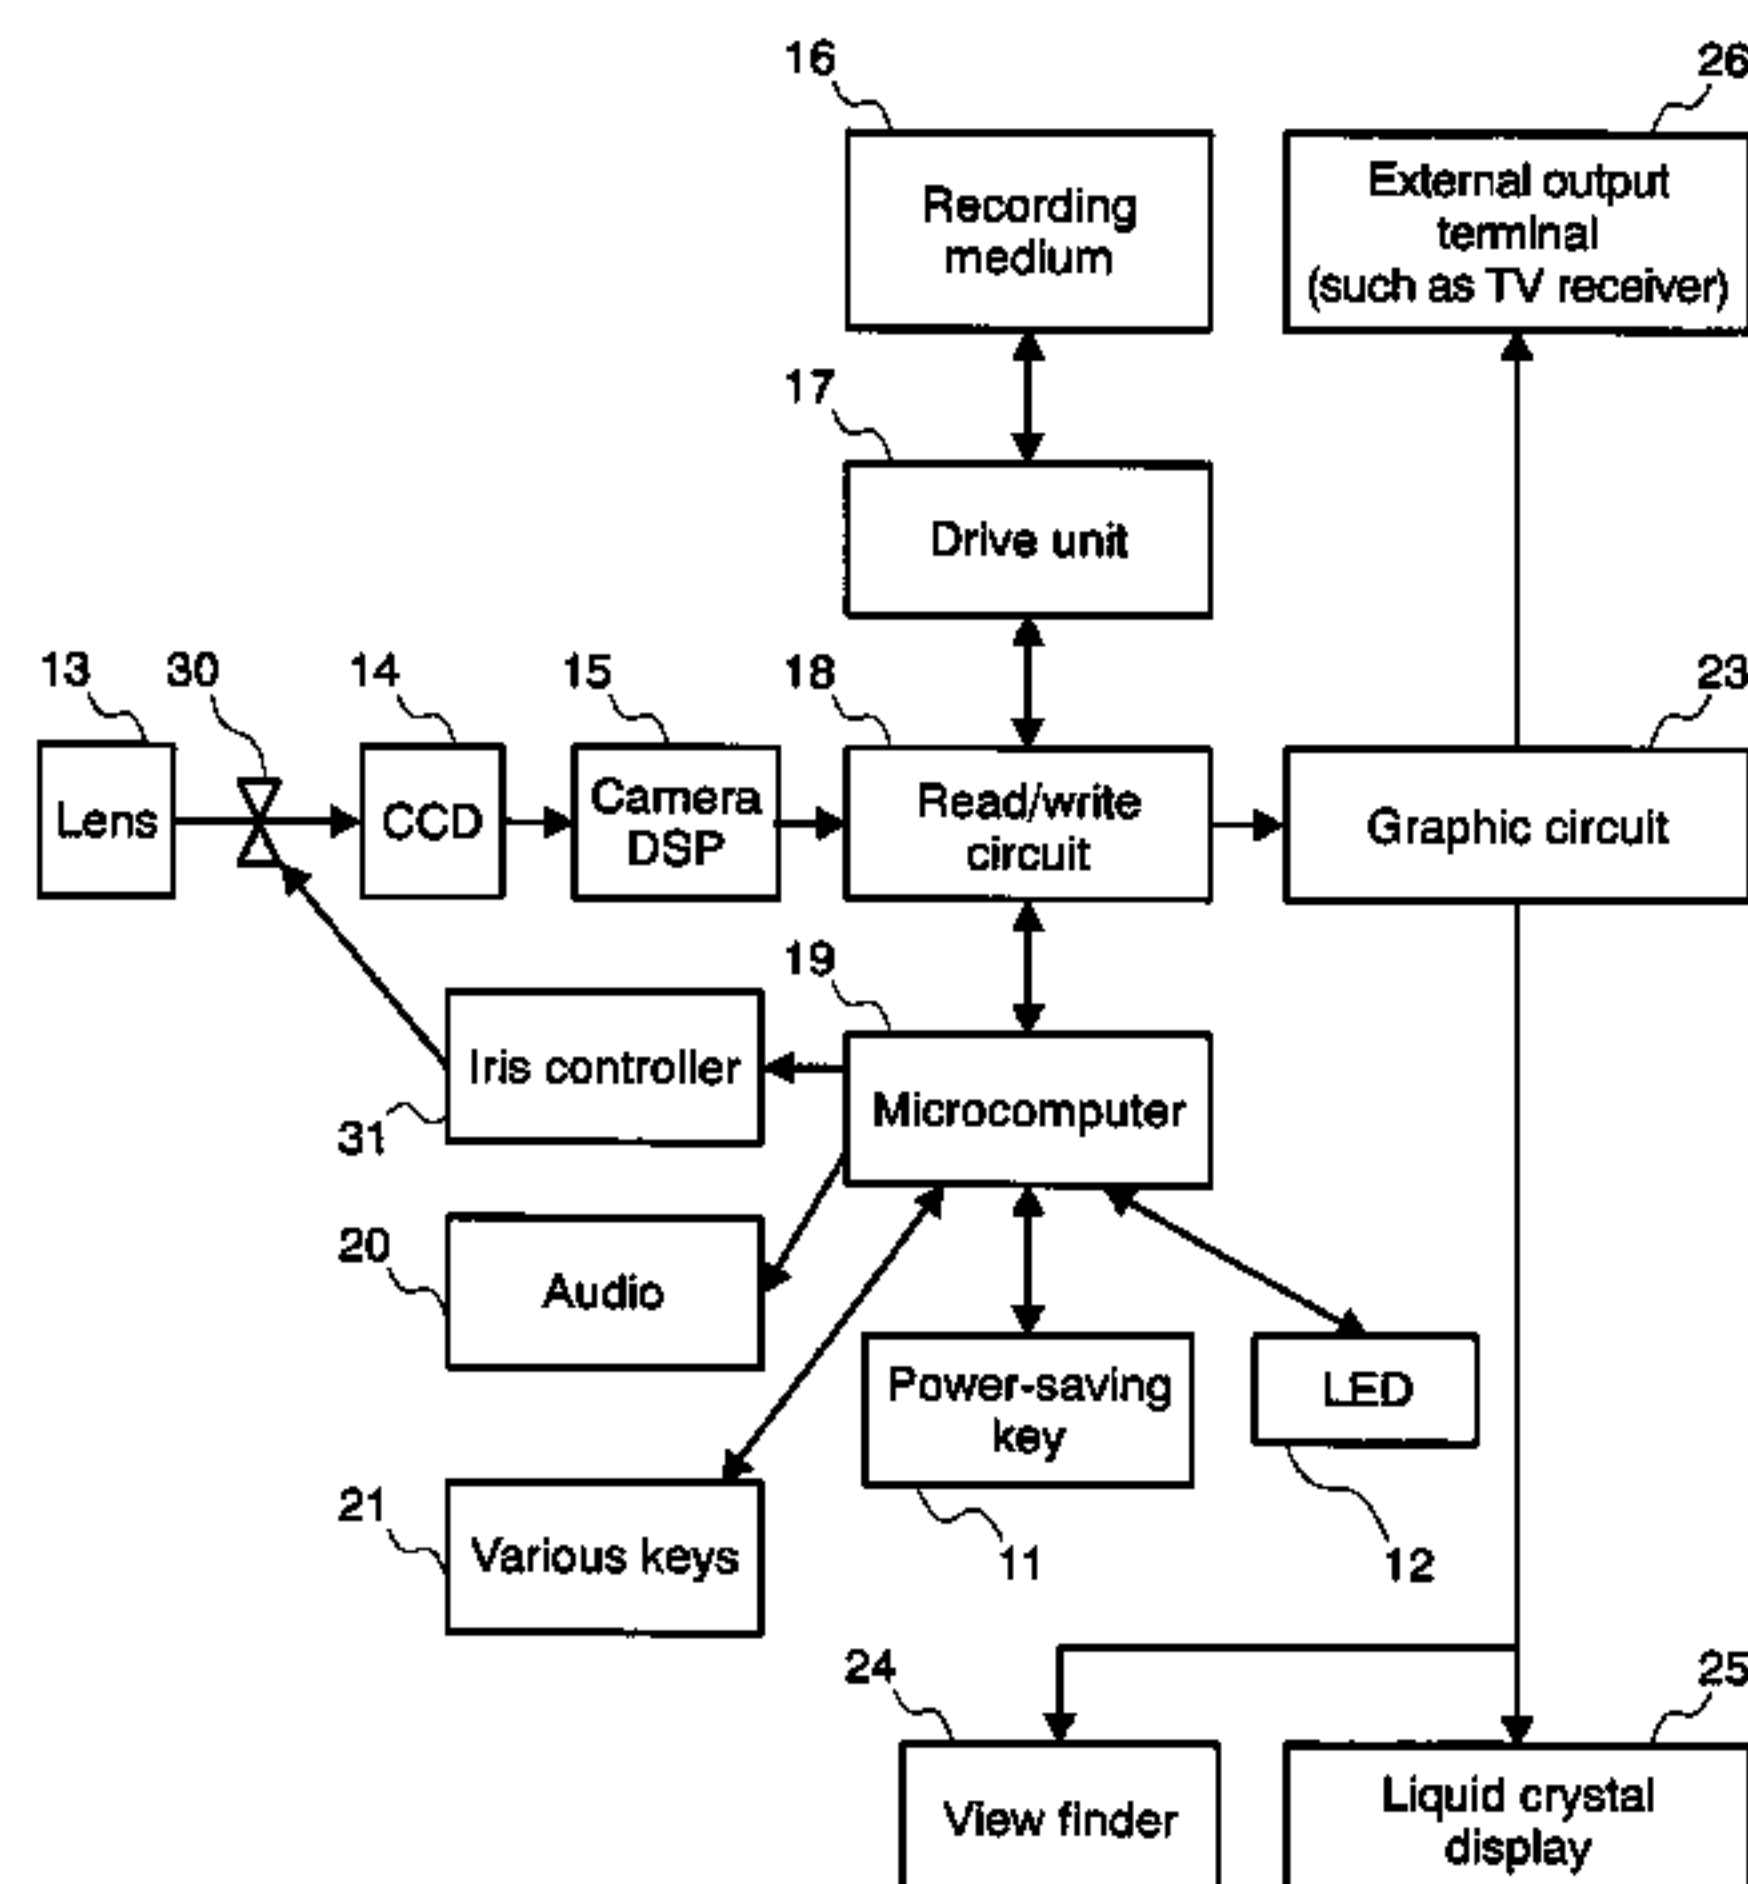 16
26
Recording
medium
External output
terminal
(such as TV receiver)
17
Drive unit
13
30
14
15
18
23
Lens
CCD
Camera
DSP
Read/write
circuit
Graphic circuit
19
Iris controller
31
Microcomputer
20
Audio
Power-saving
key
LED
21
Various keys
11
12
24
25
View finder
Liquid crystal
display